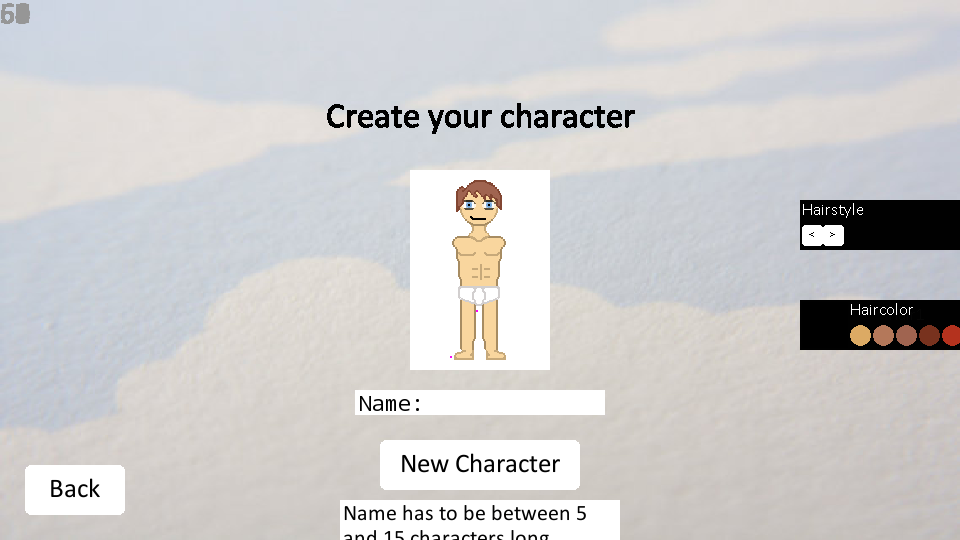 Create your character
Hairstyle
< >
Haircolor
Name:
New Character
Back
Name has to be between 5
and 15 characters long